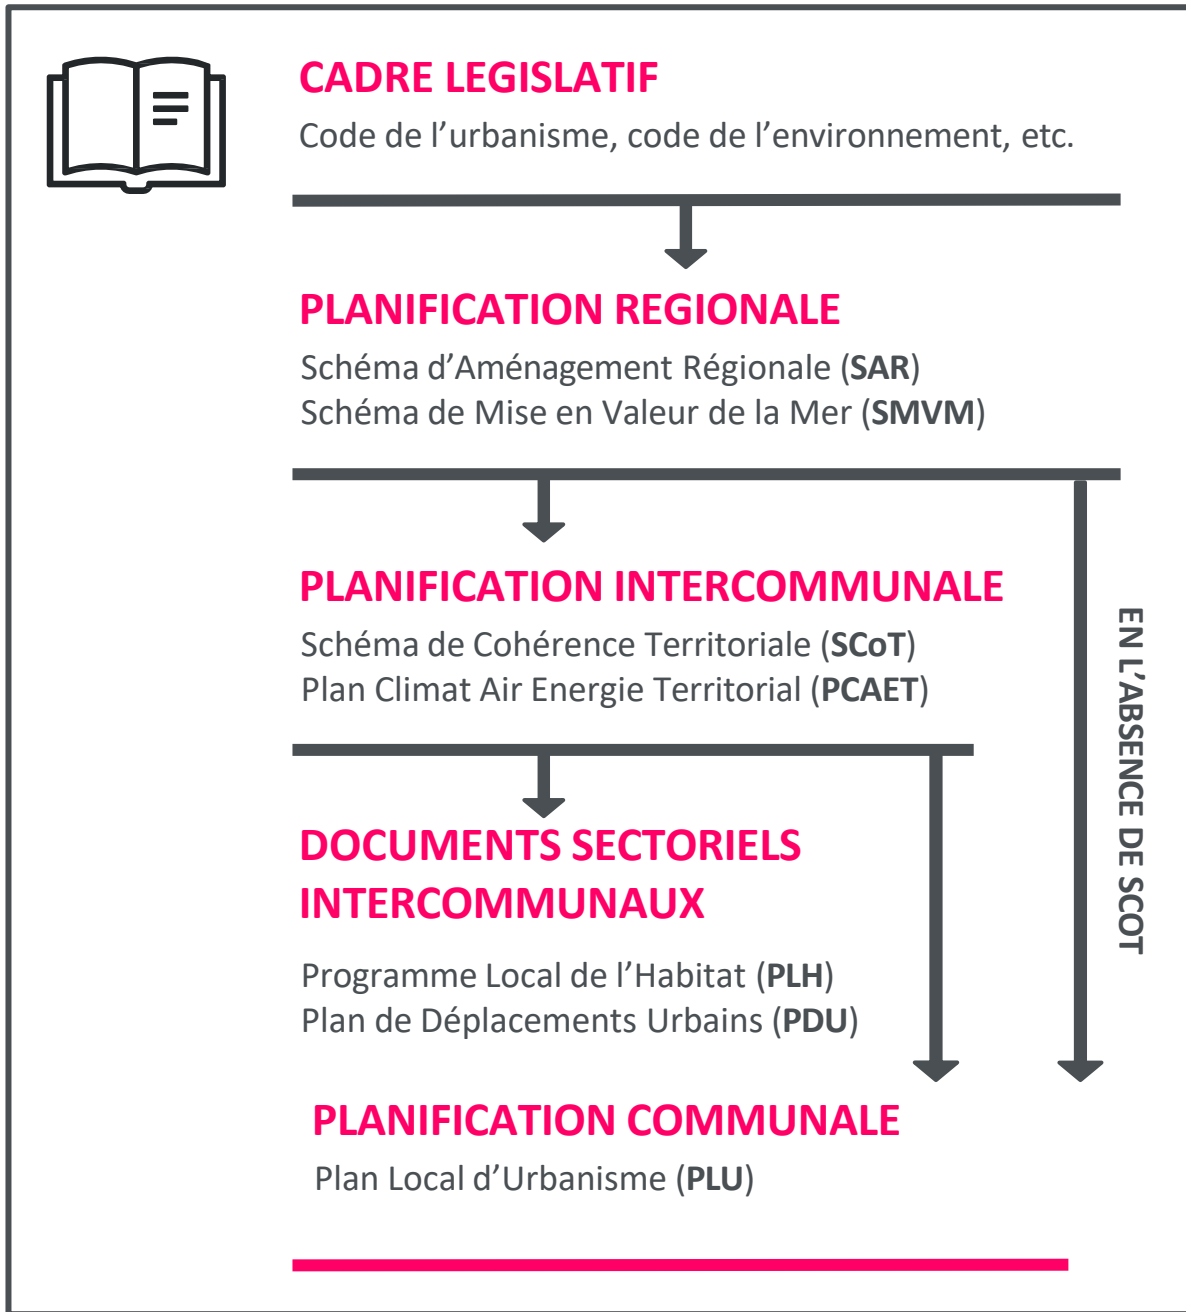 CADRE LEGISLATIF
Code de l’urbanisme, code de l’environnement, etc.
PLANIFICATION REGIONALE
Schéma d’Aménagement Régionale (SAR)
Schéma de Mise en Valeur de la Mer (SMVM)
PLANIFICATION INTERCOMMUNALE
Schéma de Cohérence Territoriale (SCoT)
Plan Climat Air Energie Territorial (PCAET)
EN L’ABSENCE DE SCOT
DOCUMENTS SECTORIELS
INTERCOMMUNAUX
Programme Local de l’Habitat (PLH)
Plan de Déplacements Urbains (PDU)
PLANIFICATION COMMUNALE
Plan Local d’Urbanisme (PLU)